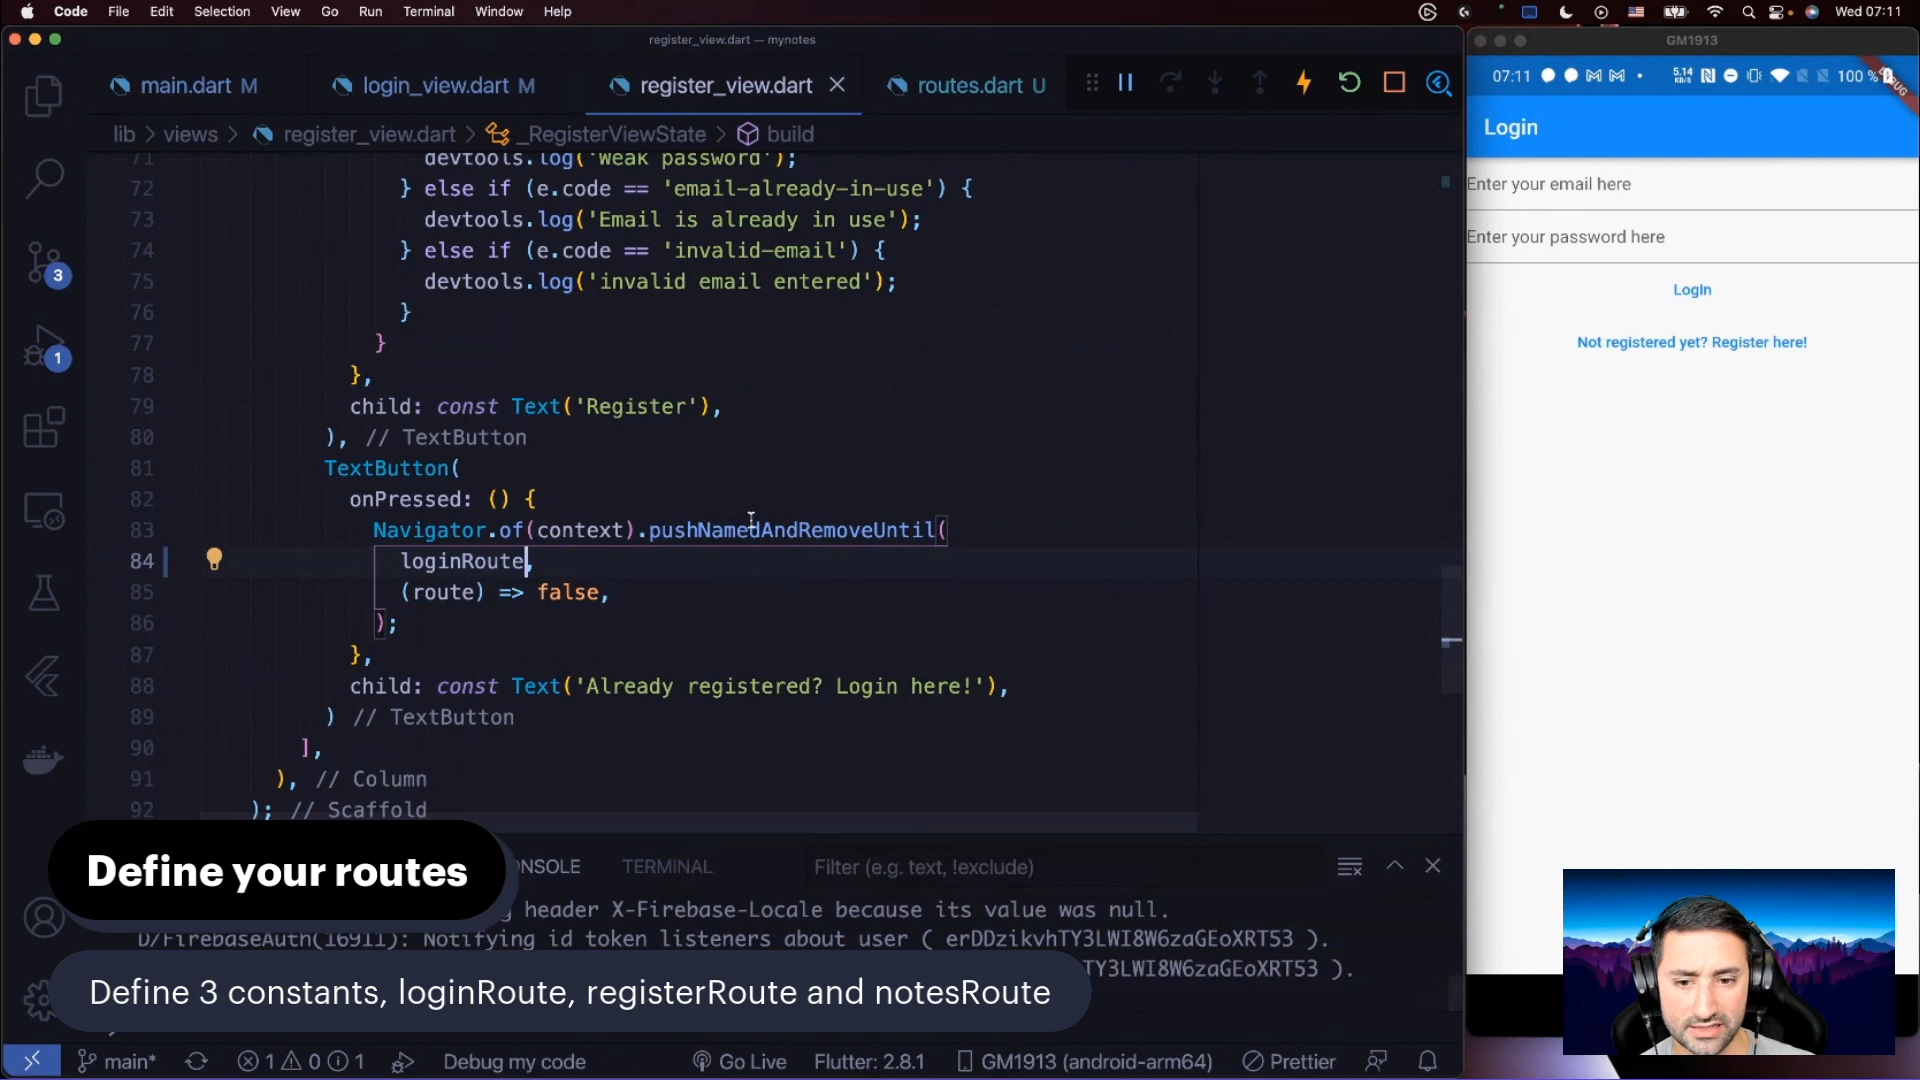 Code File Edit Selection View Go Run Terminal Window Help Wed 07:11
register_view.dart — mynotes
GM1913
main.dart M login_view.dart M register_view.dart routes.dart U
lib > views > register_view.dart > _RegisterViewState > build
71 devtools.log('Weak password');
72 } else if (e.code == 'email-already-in-use') {
73 devtools.log('Email is already in use');
74 } else if (e.code == 'invalid-email') {
75 devtools.log('invalid email entered');
76 }
77 }
78 },
79 child: const Text('Register'),
80 ), // TextButton
81 TextButton(
82 onPressed: () {
83 Navigator.of(context).pushNamedAndRemoveUntil(
84 loginRoute,
85 (route) => false,
86 );
87 },
88 child: const Text('Already registered? Login here!'),
89 ) // TextButton
90 ],
91 ), // Column
92 ); // Scaffold
ONSOLE TERMINAL Filter (e.g. text, !exclude)
header X-Firebase-Locale because its value was null.
D/FirebaseAuth(16911): Notifying id token listeners about user ( erDDzikvhTY3LWI8W6zaGEoXRT53 ).
TY3LWI8W6zaGEoXRT53 ).
3
1
Define your routes
Define 3 constants, loginRoute, registerRoute and notesRoute
main* 1 0 1 Debug my code Go Live Flutter: 2.8.1 GM1913 (android-arm64) Prettier
07:11 5.14 KB/S 100 %
Login
Enter your email here
Enter your password here
Login
Not registered yet? Register here!